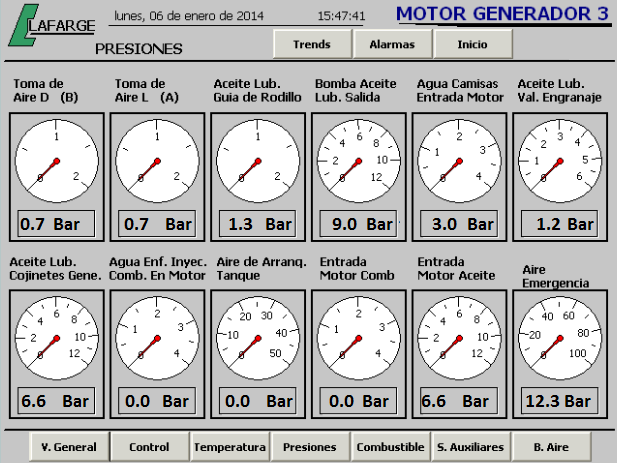 LAFARGE
lunes, 06 de enero de 2014
15:47:41
MOTOR GENERADOR 3
PRESIONES
Trends
Alarmas
Inicio
Toma de
Aire D (B)
Toma de
Aire L (A)
Aceite Lub.
Guia de Rodillo
Bomba Aceite
Lub. Salida
Agua Camisas
Entrada Motor
Aceite Lub.
Val. Engranaje
0 1 2
0 1 2
0 1 2
0 2 4 6 8 10 12
0 1 2 3 4
0 1 2 3 4 5 6
0.7 Bar
0.7 Bar
1.3 Bar
9.0 Bar
3.0 Bar
1.2 Bar
Aceite Lub.
Cojinetes Gene.
Agua Enf. Inyec.
Comb. En Motor
Aire de Arranq.
Tanque
Entrada
Motor Comb
Entrada
Motor Aceite
Aire
Emergencia
0 2 4 6 8 10 12
0 1 2 3 4
0 10 20 30 40 50
0 1 2 3 4
0 2 4 6 8 10 12
0 20 40 60 80 100
6.6 Bar
0.0 Bar
0.0 Bar
0.0 Bar
6.6 Bar
12.3 Bar
V. General
Control
Temperatura
Presiones
Combustible
S. Auxiliares
B. Aire